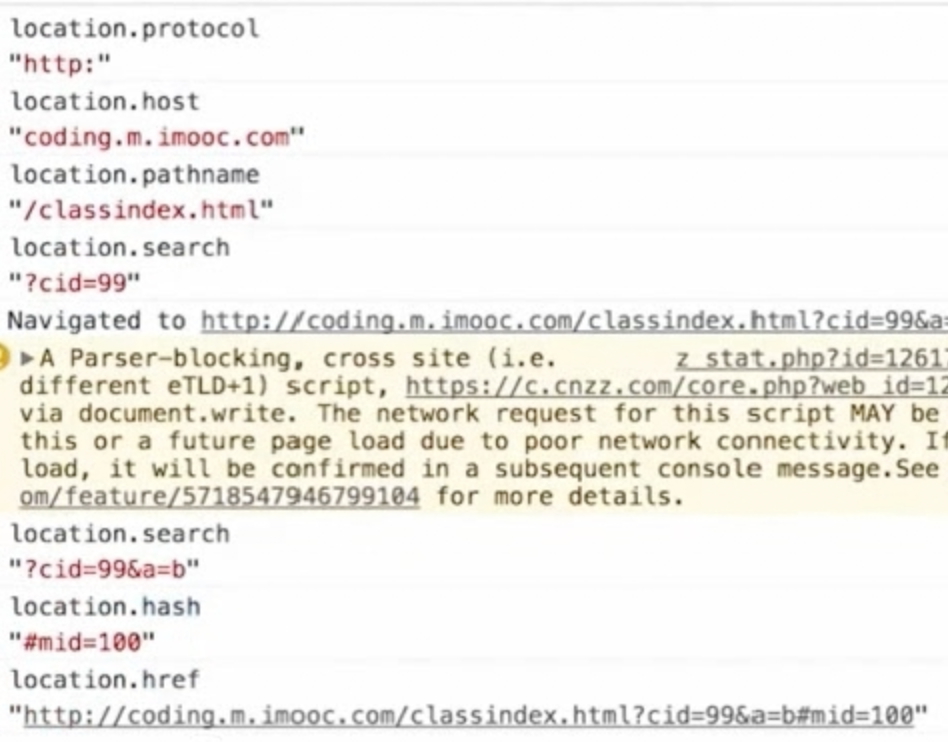 location.protocol
"http:"
location.host
"coding.m.imooc.com"
location.pathname
"/classindex.html"
location.search
"?cid=99"
Navigated to http://coding.m.imooc.com/classindex.html?cid=99&a=
▶A Parser-blocking, cross site (i.e. z_stat.php?id=12617
different eTLD+1) script, https://c.cnzz.com/core.php?web_id=12
via document.write. The network request for this script MAY be
this or a future page load due to poor network connectivity. If
load, it will be confirmed in a subsequent console message.See
om/feature/5718547946799104 for more details.
location.search
"?cid=99&a=b"
location.hash
"#mid=100"
location.href
"http://coding.m.imooc.com/classindex.html?cid=99&a=b#mid=100"